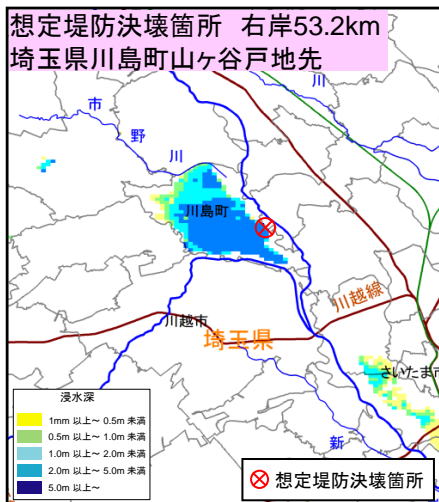 想定堤防決壊箇所 右岸53.2km
埼玉県川島町山ヶ谷戸地先
川
市
野
川
川島町
川越線
川越市
埼玉県
さいたま市
新
浸水深
1mm 以上～ 0.5m 未満
0.5m 以上～ 1.0m 未満
1.0m 以上～ 2.0m 未満
2.0m 以上～ 5.0m 未満
5.0m 以上～
想定堤防決壊箇所